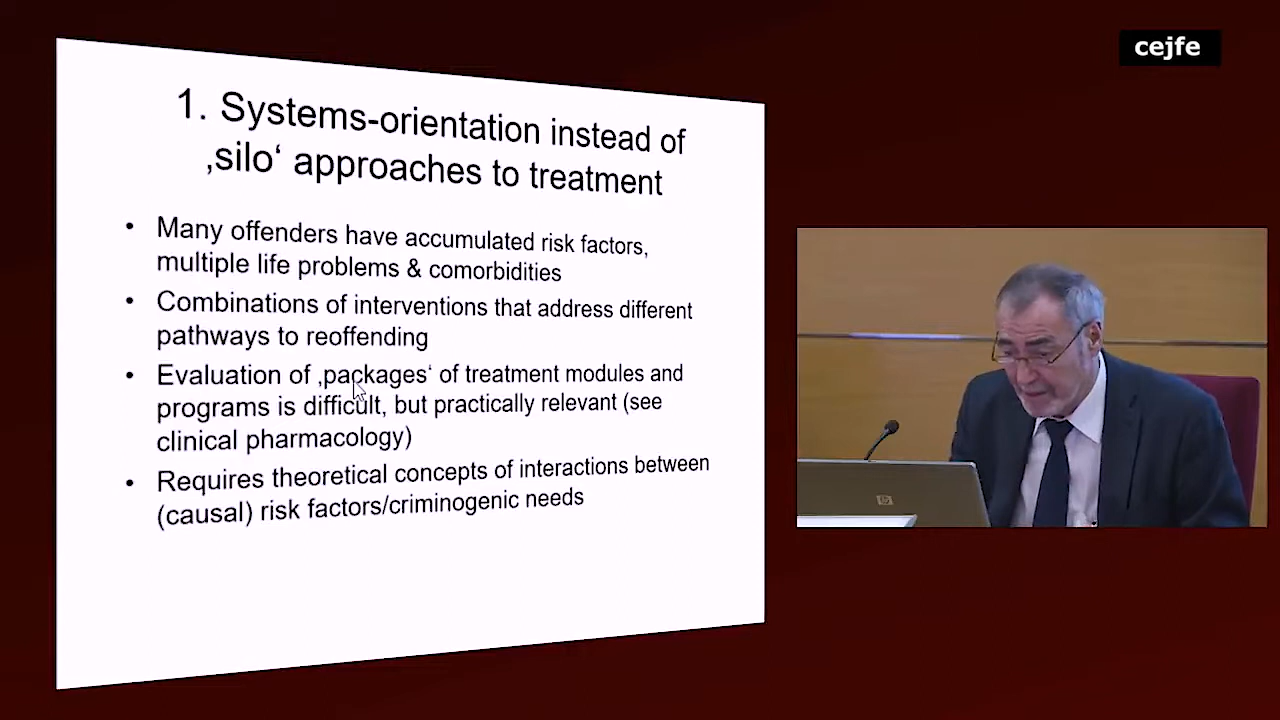 cejfe
1. Systems-orientation instead of
‚silo‘ approaches to treatment
• Many offenders have accumulated risk factors,
multiple life problems & comorbidities
• Combinations of interventions that address different
pathways to reoffending
• Evaluation of ‚packages‘ of treatment modules and
programs is difficult, but practically relevant (see
clinical pharmacology)
• Requires theoretical concepts of interactions between
(causal) risk factors/criminogenic needs
hp